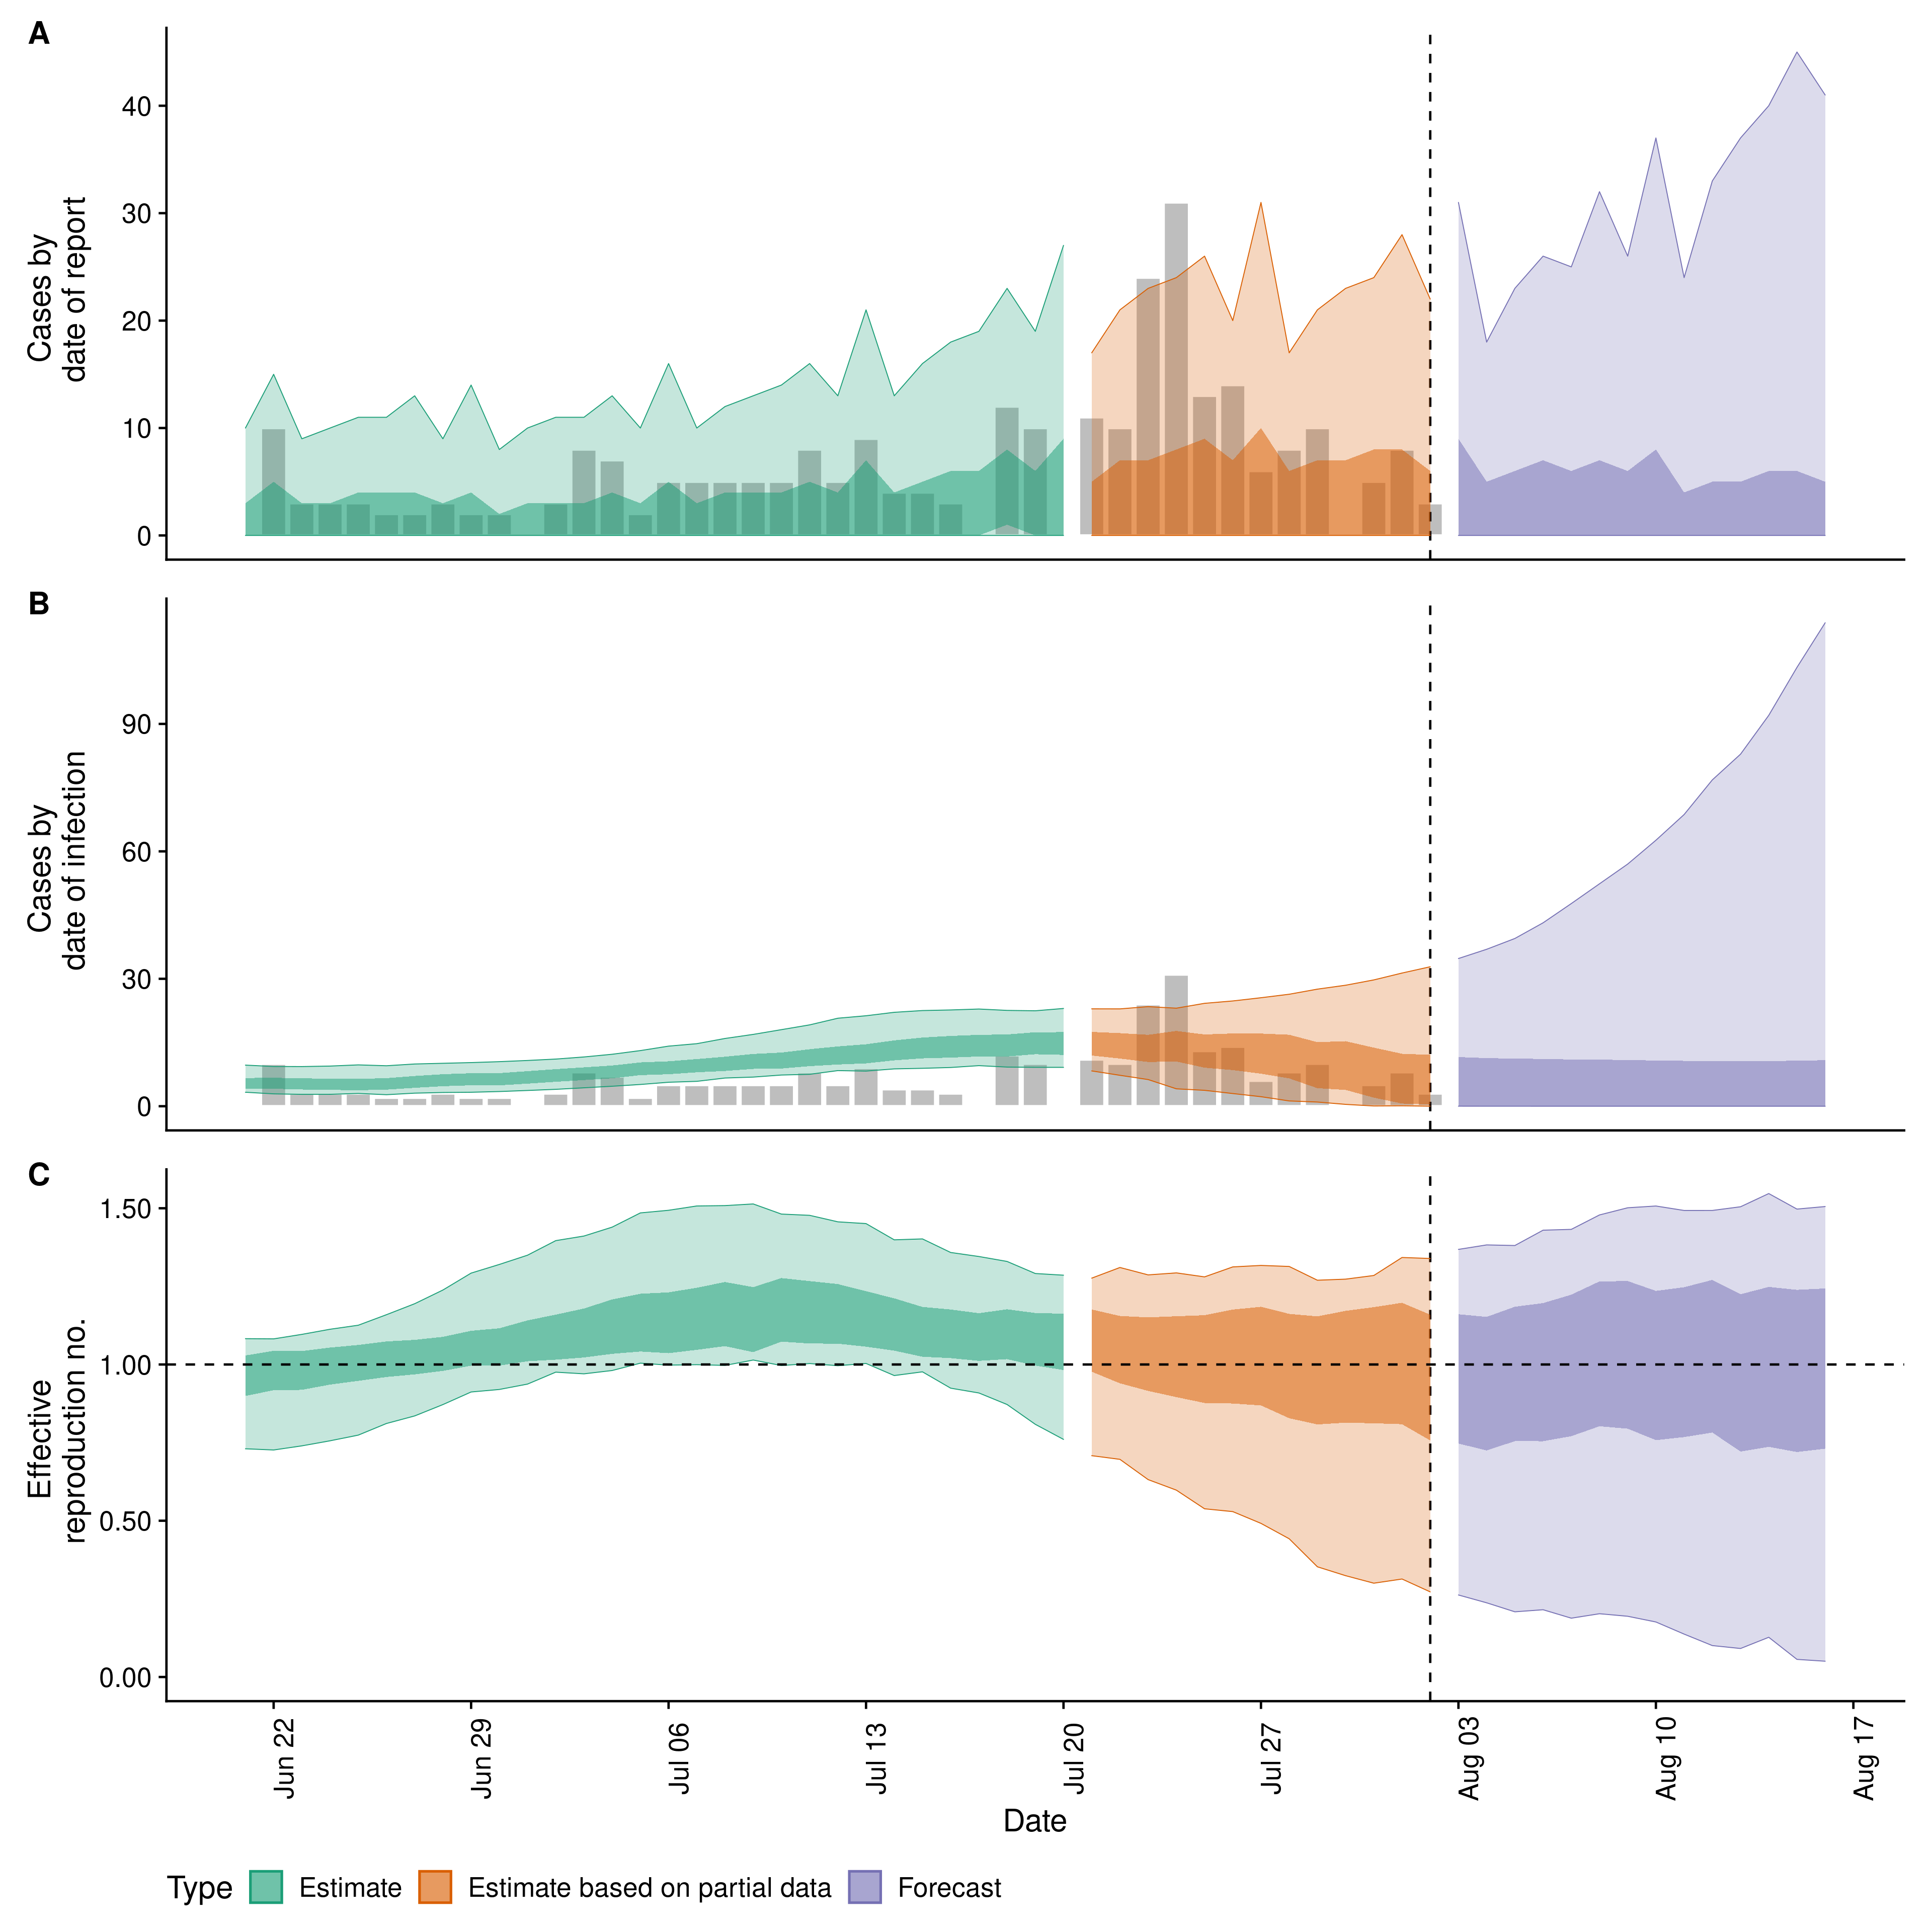 A
Cases by
date of report
40
30
20
10
0
B
Cases by
date of infection
90
60
30
0
C
Effective
reproduction no.
1.50
1.00
0.50
0.00
Jun 22
Jun 29
Jul 06
Jul 13
Jul 20
Jul 27
Aug 03
Aug 10
Aug 17
Date
Type Estimate Estimate based on partial data Forecast